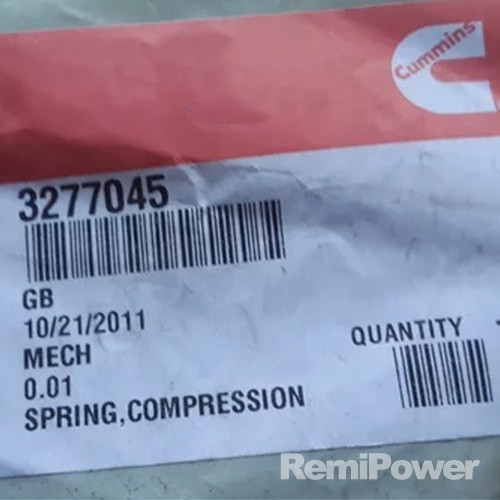 Cummins
3277045
GB
10/21/2011
MECH
0.01
SPRING,COMPRESSION
QUANTITY
RemiPower